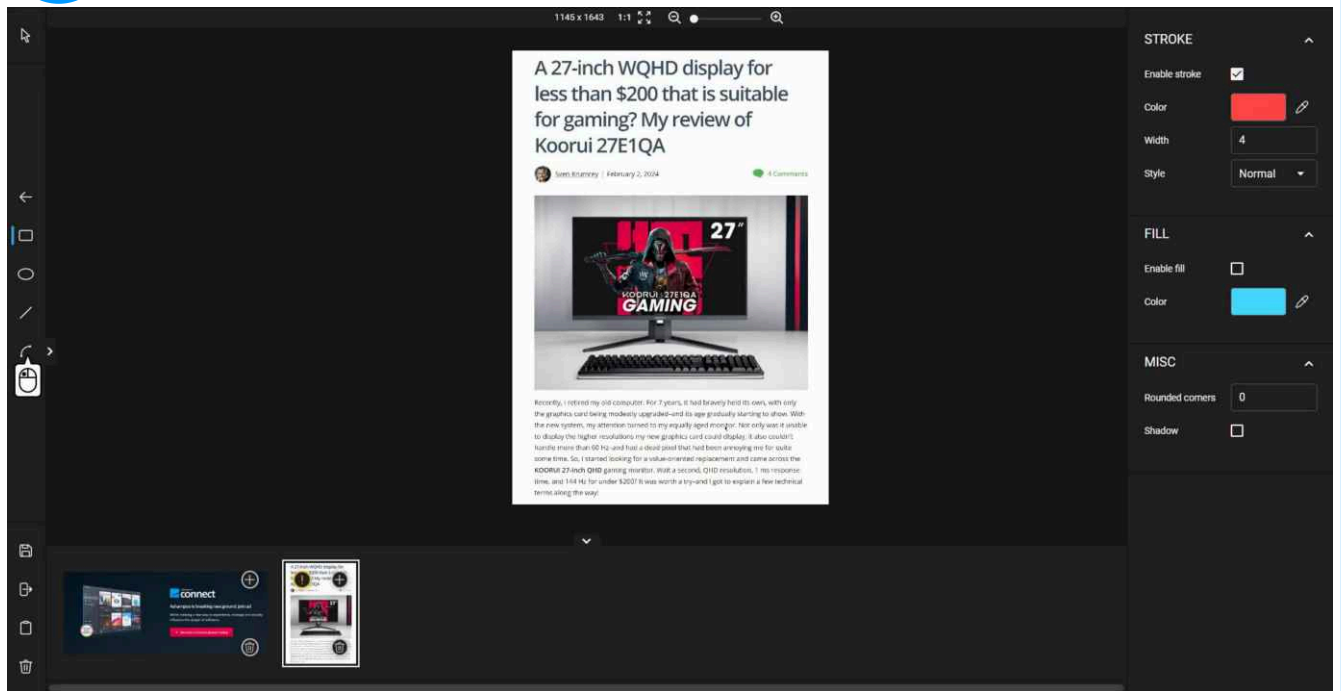 1145 x 1643 1:1
A 27-inch WQHD display for
less than $200 that is suitable
for gaming? My review of
Koorui 27E1QA
Sven Krumrey | February 2, 2024
4 Comments
27"
KOORUI 27E1QA
GAMING
Recently, I retired my old computer. For 7 years, it had bravely held its own, with only
the graphics card being modestly upgraded–and its age gradually starting to show. With
the new system, my attention turned to my equally aged monitor. Not only was it unable
to display the higher resolutions my new graphics card could display, it also couldn't
handle more than 60 Hz–and had a dead pixel that had been annoying me for quite
some time. So, I started looking for a value-oriented replacement and came across the
KOORUI 27-inch QHD gaming monitor. Wait a second, QHD resolution, 1 ms response
time, and 144 Hz for under $200? It was worth a try–and I got to explain a few technical
terms along the way!
STROKE
Enable stroke
Color
Width 4
Style Normal
FILL
Enable fill
Color
MISC
Rounded corners 0
Shadow
connect
A 27-inch WQHD display for